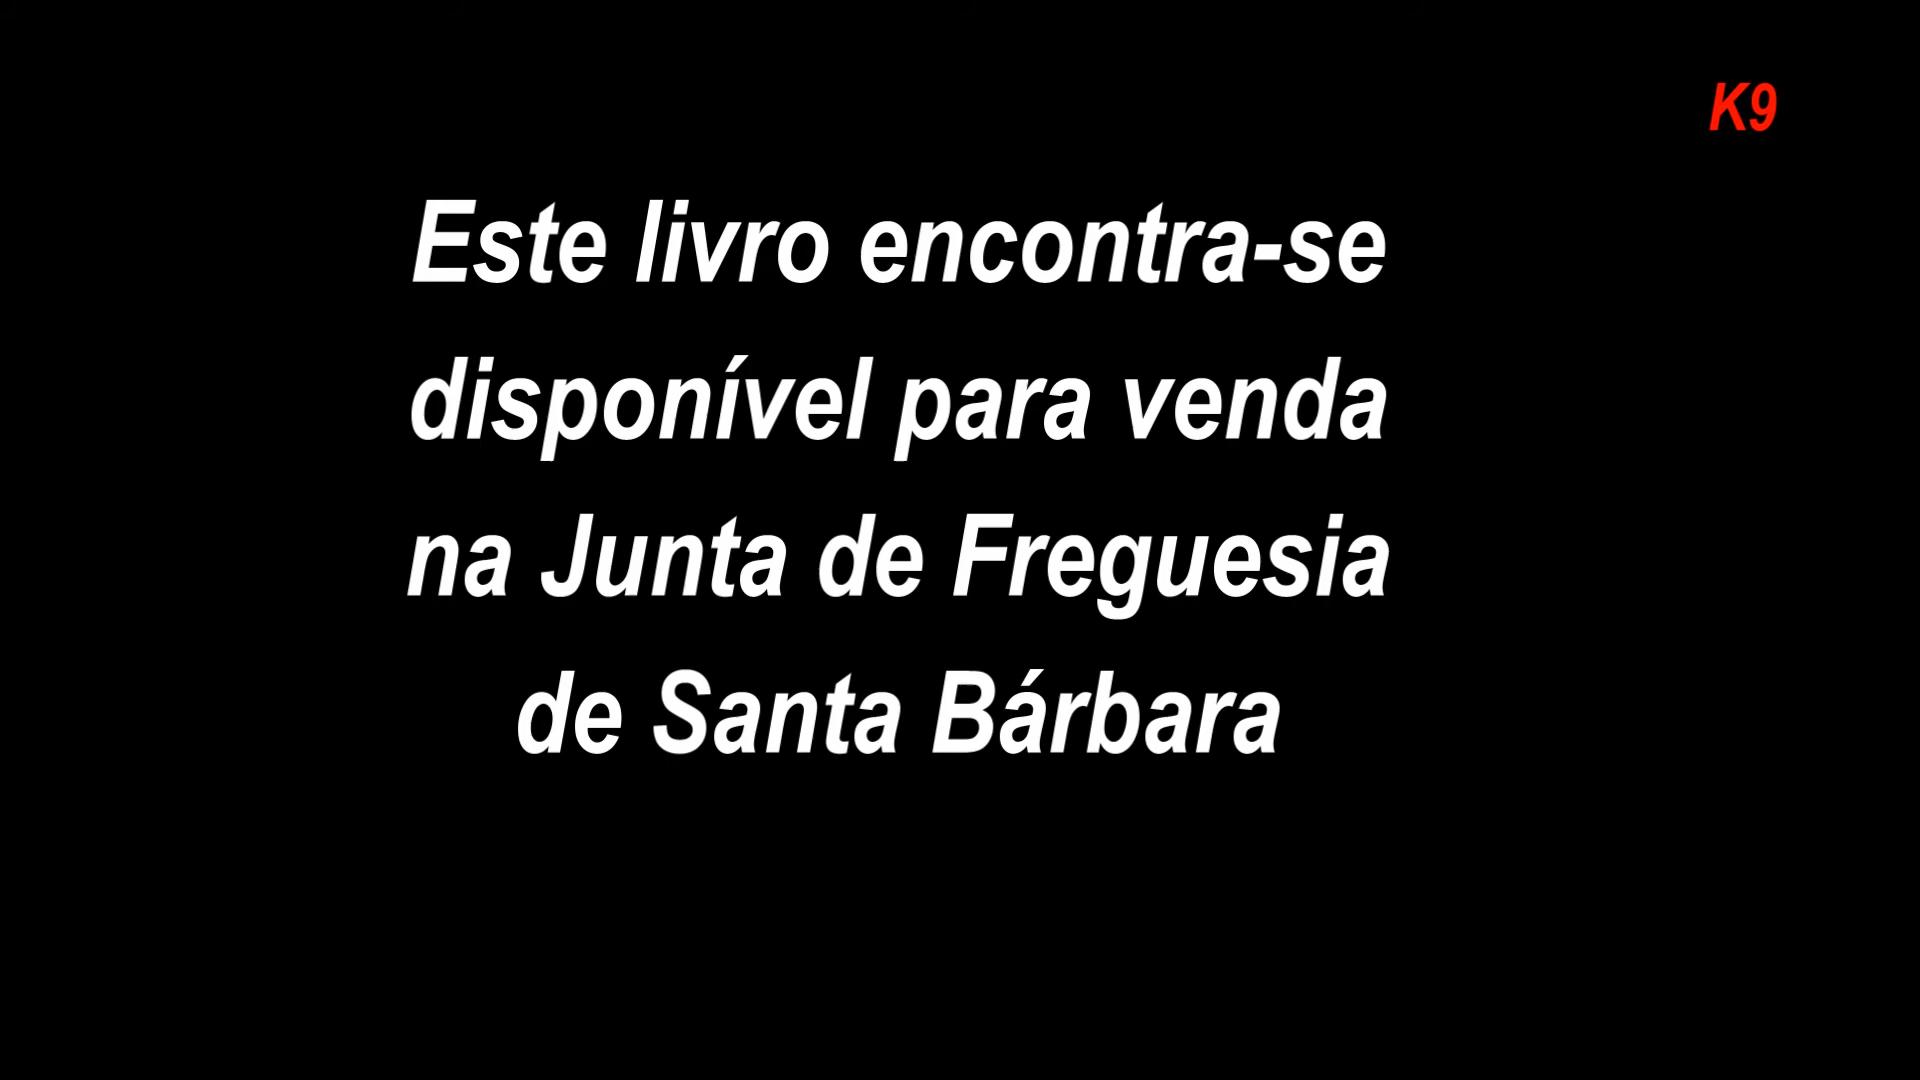 K9
Este livro encontra-se
disponível para venda
na Junta de Freguesia
de Santa Bárbara